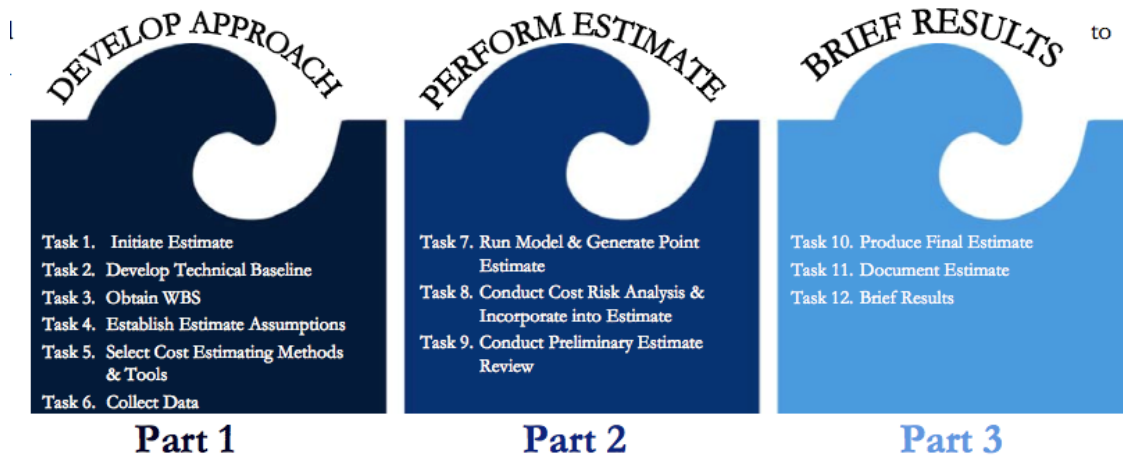 DEVELOP APPROACH
PERFORM ESTIMATE
BRIEF RESULTS
to
Task 1. Initiate Estimate
Task 2. Develop Technical Baseline
Task 3. Obtain WBS
Task 4. Establish Estimate Assumptions
Task 5. Select Cost Estimating Methods
& Tools
Task 6. Collect Data
Part 1
Task 7. Run Model & Generate Point
Estimate
Task 8. Conduct Cost Risk Analysis &
Incorporate into Estimate
Task 9. Conduct Preliminary Estimate
Review
Part 2
Task 10. Produce Final Estimate
Task 11. Document Estimate
Task 12. Brief Results
Part 3